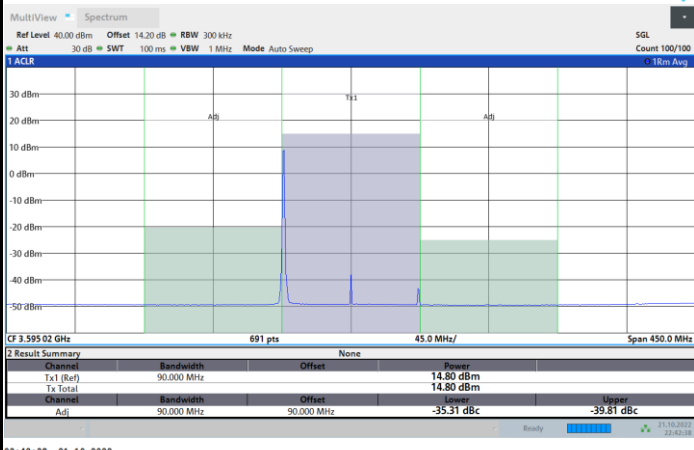 MultiView Spectrum
Ref Level 40.00 dBm Offset 14.20 dB RBW 300 kHz SGL
Att 30 dB SWT 100 ms VBW 1 MHz Mode Auto Sweep Count 100/100
1 ACLR 1Rm Avg
30 dBm
Tx1
20 dBm Adj Adj
10 dBm
0 dBm
-10 dBm
-20 dBm
-30 dBm
-40 dBm
-50 dBm
CF 3.595 02 GHz 691 pts 45.0 MHz/ Span 450.0 MHz
2 Result Summary None
Channel Bandwidth Offset Power
Tx1 (Ref) 90.000 MHz 14.80 dBm
Tx Total 14.80 dBm
Channel Bandwidth Offset Lower Upper
Adj 90.000 MHz 90.000 MHz -35.31 dBc -39.81 dBc
Ready 21.10.2022
22:42:38